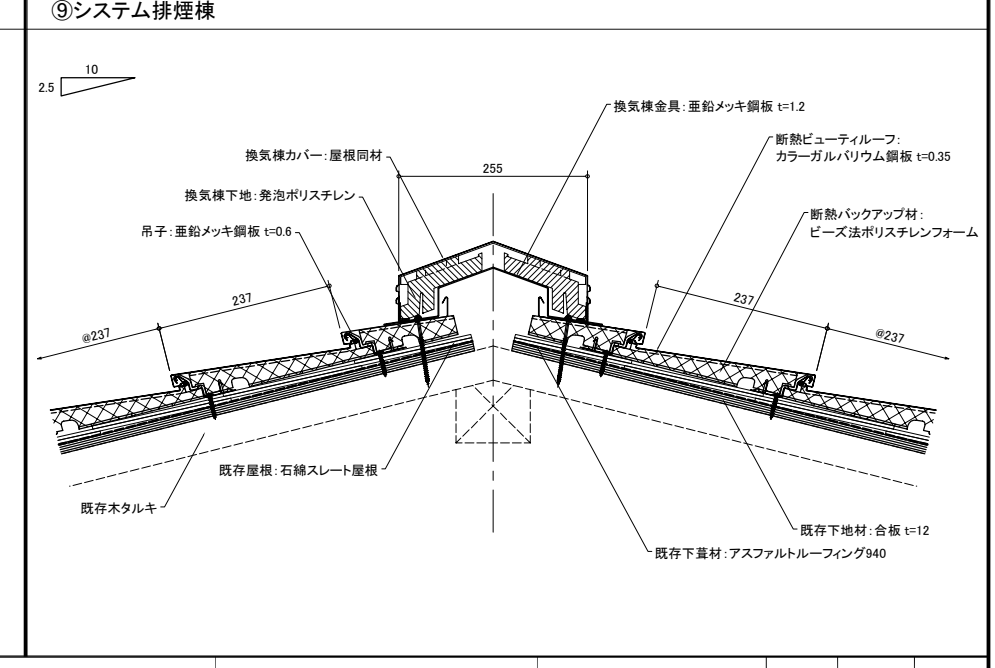 ⑨システム排煙棟
10
2.5
換気棟金具：亜鉛メッキ鋼板 t=1.2
断熱ビューティルーフ：
カラーガルバリウム鋼板 t=0.35
換気棟カバー：屋根同材
255
換気棟下地：発泡ポリスチレン
断熱バックアップ材：
ビーズ法ポリスチレンフォーム
吊子：亜鉛メッキ鋼板 t=0.6
237
237
@237
@237
既存屋根：石綿スレート屋根
既存木タルキ
既存下地材：合板 t=12
既存下葺材：アスファルトルーフィング940